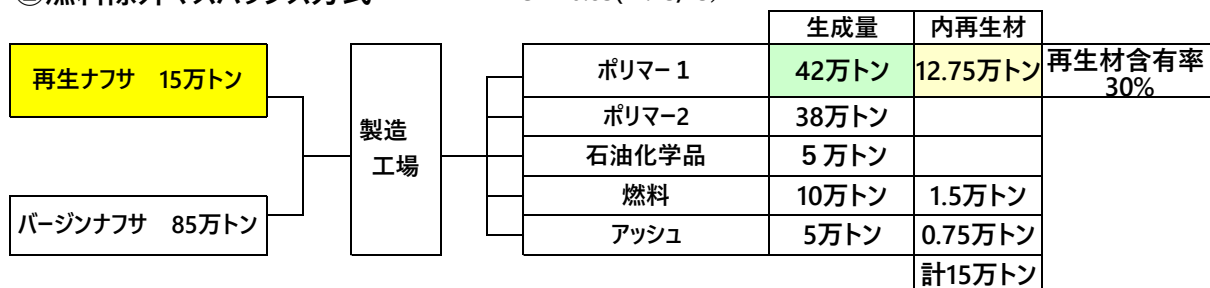 生成量 内再生材
再生ナフサ 15万トン
ポリマー1 42万トン 12.75万トン 再生材含有率
30%
ポリマー2 38万トン
製造
工場
石油化学品 5万トン
燃料 10万トン 1.5万トン
バージンナフサ 85万トン
アッシュ 5万トン 0.75万トン
計15万トン